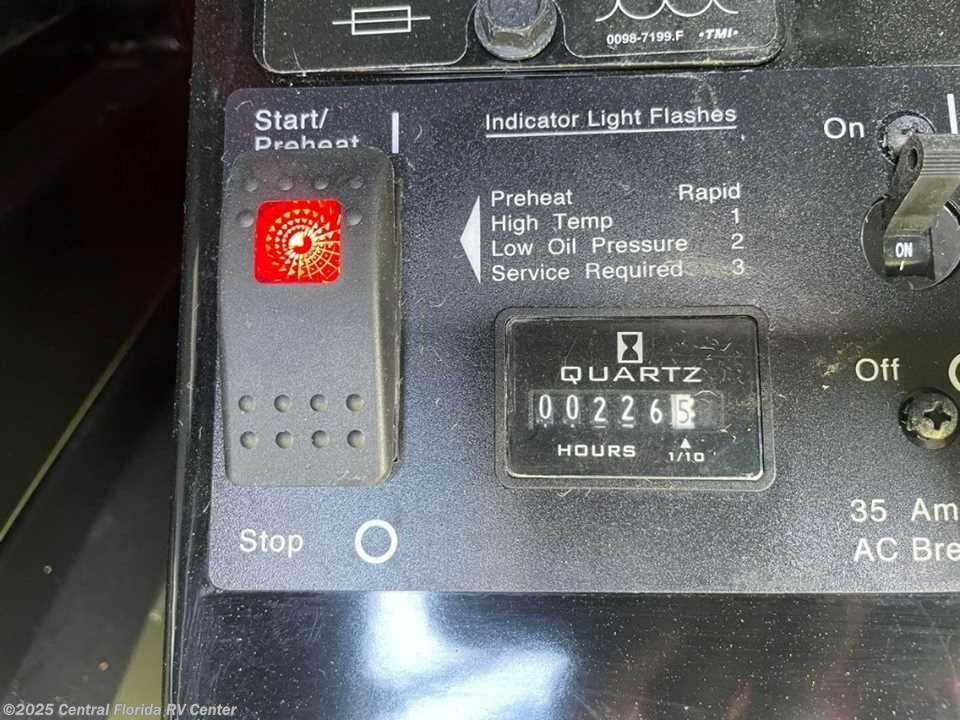 0098-7199.F •TMI•
Start/
Preheat
Indicator Light Flashes
Preheat Rapid
High Temp 1
Low Oil Pressure 2
Service Required 3
On
ON
QUARTZ
002265
HOURS 1/10
Off
35 Am
AC Bre
Stop
©2025 Central Florida RV Center